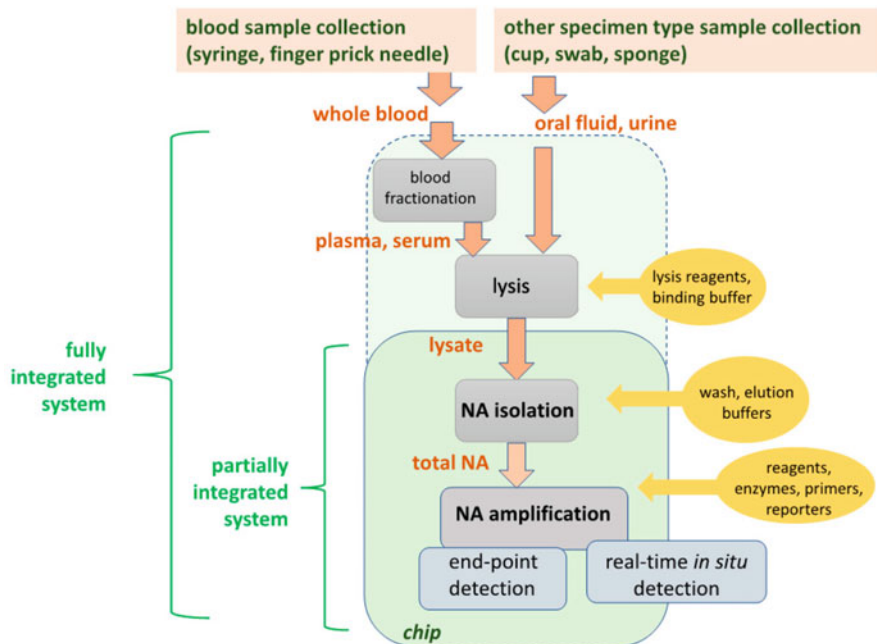 blood sample collection
(syringe, finger prick needle)
other specimen type sample collection
(cup, swab, sponge)
whole blood
oral fluid, urine
blood
fractionation
plasma, serum
lysis
lysis reagents,
binding buffer
lysate
fully
integrated
system
NA isolation
wash, elution
buffers
total NA
partially
integrated
system
reagents,
enzymes, primers,
reporters
NA amplification
end-point
detection
real-time in situ
detection
chip